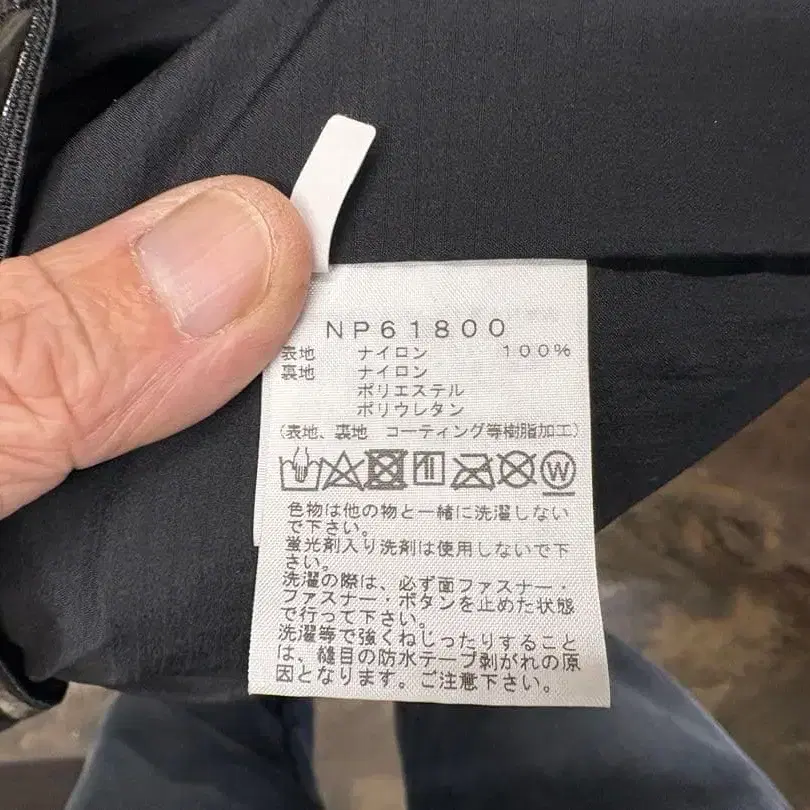 NP61800
表地　ナイロン　100%
裏地　ナイロン
ポリエステル
ポリウレタン
(表地、裏地　コーティング等樹脂加工)
W
色物は他の物と一緒に洗濯しない
で下さい。
蛍光剤入り洗剤は使用しないで下
さい。
洗濯の際は、必ず面ファスナー・
ファスナー・ボタンを止めた状態
で行って下さい。
洗濯等で強くねじったりすること
は、縫目の防水テープ剥がれの原
因となります。ご注意下さい。